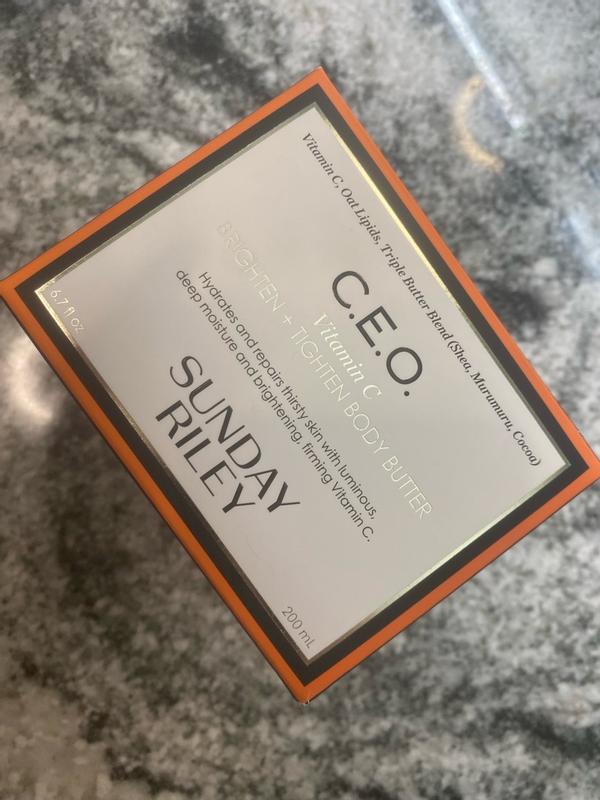 Vitamin C, Oat Lipids, Triple Butter Blend (Shea, Murumuru, Cocoa)
C.E.O.
Vitamin C
BRIGHTEN + TIGHTEN BODY BUTTER
Hydrates and repairs thirsty skin with luminous,
deep moisture and brightening, firming Vitamin C.
SUNDAY
RILEY
6.7 fl oz
200 mL